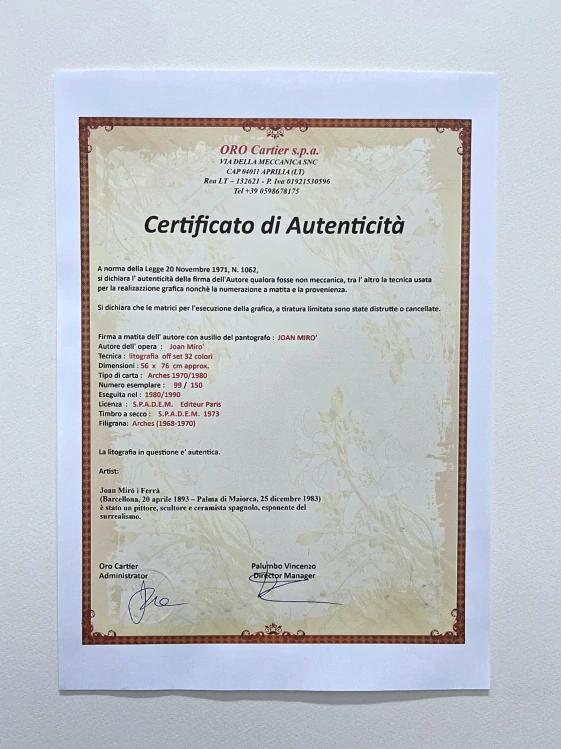 ORO Cartier s.p.a.
VIA DELLA MECCANICA SNC
CAP 04011 APRILIA (LT)
Rea LT – 132621 - P. Iva 01921530596
Tel +39 0598678175
Certificato di Autenticità
A norma della Legge 20 Novembre 1971, N. 1062,
si dichiara l' autenticità della firma dell'Autore qualora fosse non meccanica, tra l' altro la tecnica usata
per la realizazzione grafica nonchè la numerazione a matita e la provenienza.
Si dichiara che le matrici per l'esecuzione della grafica, a tiratura limitata sono state distrutte o cancellate.
Firma a matita dell' autore con ausilio del pantografo : JOAN MIRO'
Autore dell' opera : Joan Miro'
Tecnica : litografia off set 32 colori
Dimensioni : 56 x 76 cm approx.
Tipo di carta : Arches 1970/1980
Numero esemplare : 99 / 150
Eseguita nel : 1980/1990
Licenza : S.P.A.D.E.M. Editeur Paris
Timbro a secco : S.P.A.D.E.M. 1973
Filigrana: Arches (1968-1970)
La litografia in questione e' autentica.
Artist:
Joan Miró i Ferrà
(Barcellona, 20 aprile 1893 – Palma di Maiorca, 25 dicembre 1983)
è stato un pittore, scultore e ceramista spagnolo, esponente del
surrealismo.
Oro Cartier
Administrator
Palumbo Vincenzo
Director Manager